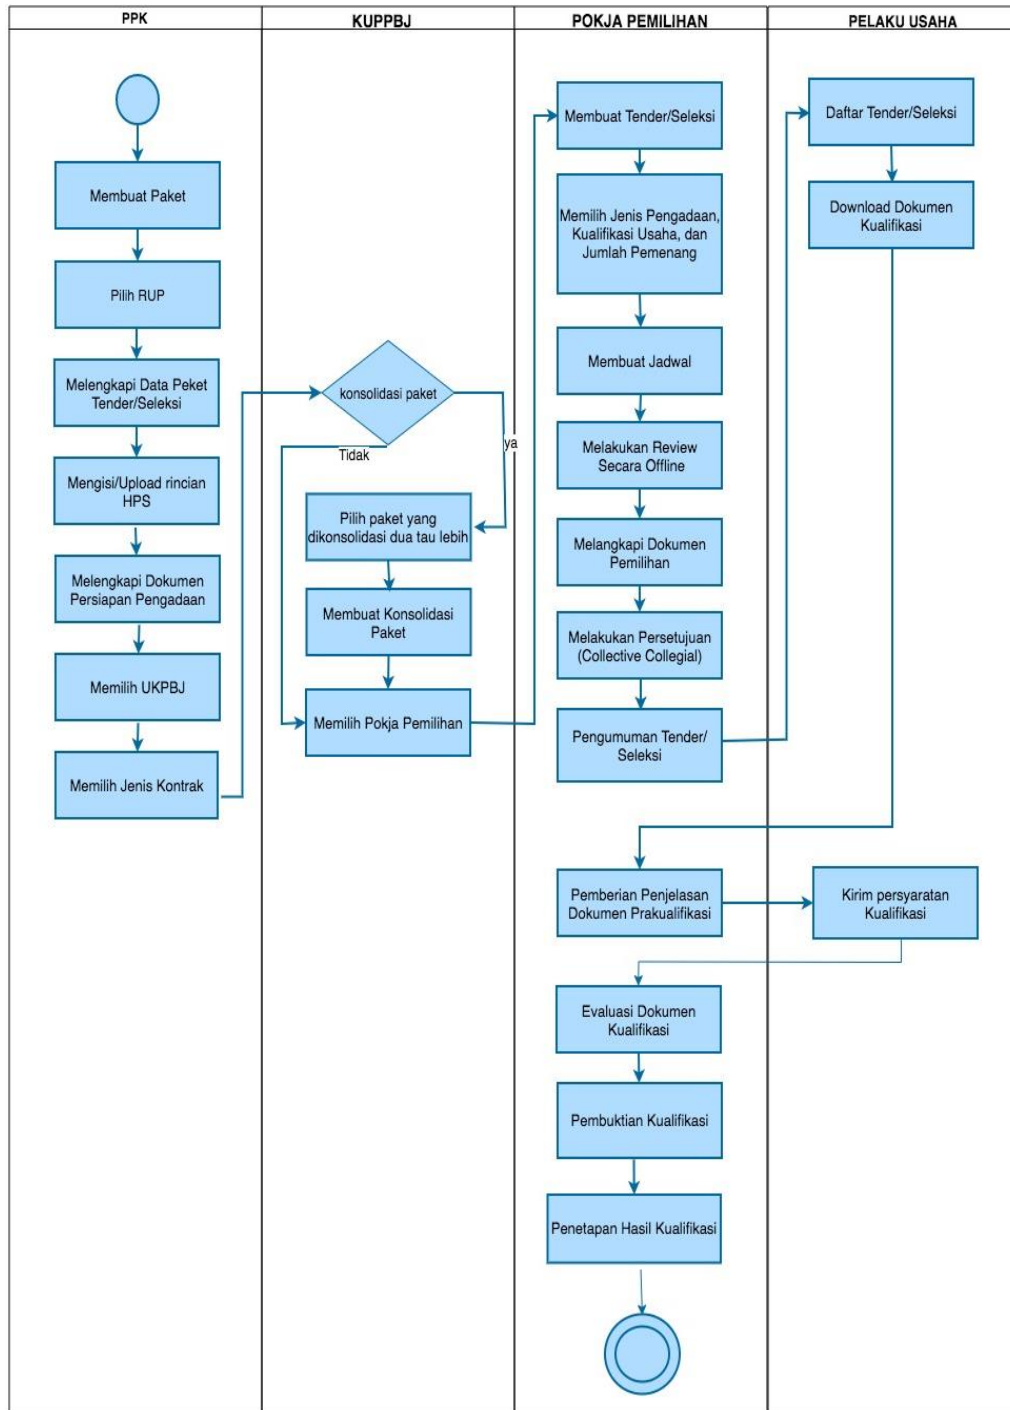 PPK
KUPPBJ
POKJA PEMILIHAN
PELAKU USAHA
Membuat Paket
Pilih RUP
Melengkapi Data Peket
Tender/Seleksi
Mengisi/Upload rincian
HPS
Melengkapi Dokumen
Persiapan Pengadaan
Memilih UKPBJ
Memilih Jenis Kontrak
konsolidasi paket
ya
Tidak
Pilih paket yang
dikonsolidasi dua tau lebih
Membuat Konsolidasi
Paket
Memilih Pokja Pemilihan
Membuat Tender/Seleksi
Memilih Jenis Pengadaan,
Kualifikasi Usaha, dan
Jumlah Pemenang
Membuat Jadwal
Melakukan Review
Secara Offline
Melangkapi Dokumen
Pemilihan
Melakukan Persetujuan
(Collective Collegial)
Pengumuman Tender/
Seleksi
Daftar Tender/Seleksi
Download Dokumen
Kualifikasi
Pemberian Penjelasan
Dokumen Prakualifikasi
Kirim persyaratan
Kualifikasi
Evaluasi Dokumen
Kualifikasi
Pembuktian Kualifikasi
Penetapan Hasil Kualifikasi